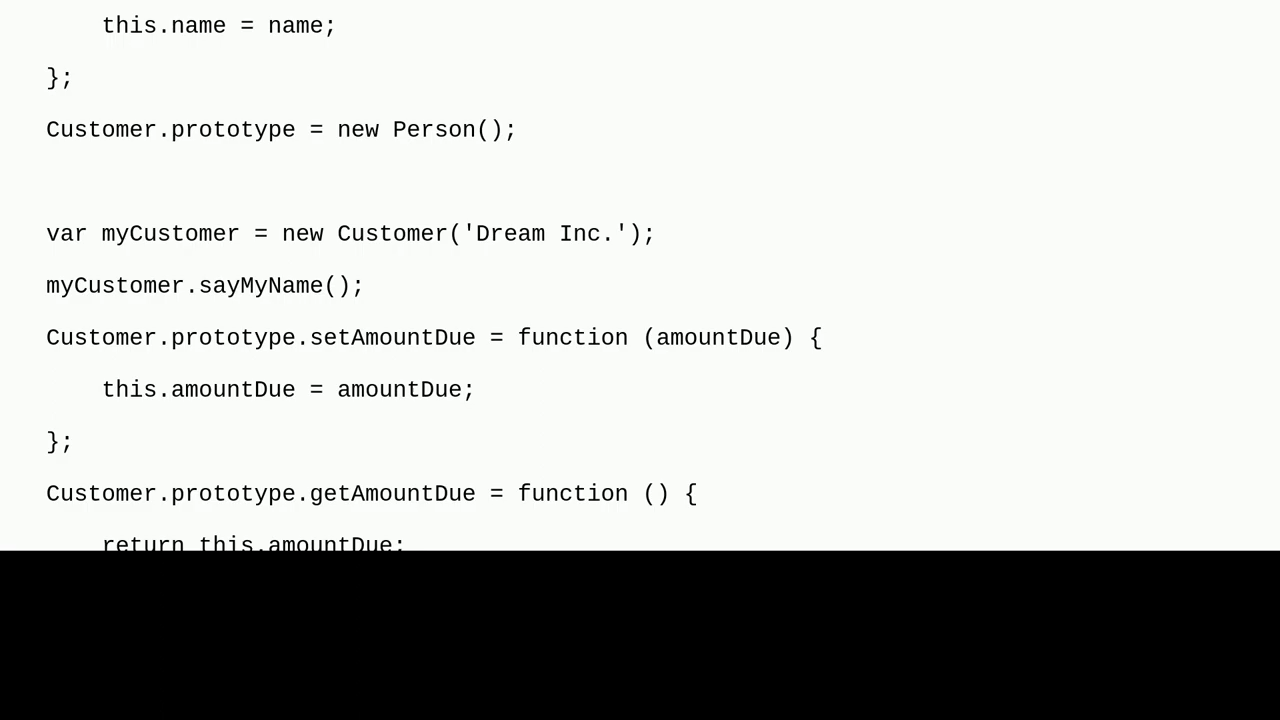 this.name = name;
};
Customer.prototype = new Person();

var myCustomer = new Customer('Dream Inc.');
myCustomer.sayMyName();
Customer.prototype.setAmountDue = function (amountDue) {
    this.amountDue = amountDue;
};
Customer.prototype.getAmountDue = function () {
    return this.amountDue;